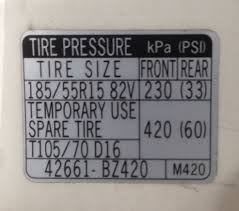 TIRE PRESSURE kPa (PSI)
TIRE SIZE FRONT REAR
185/55R15 82V 230 (33)
TEMPORARY USE
SPARE TIRE 420 (60)
T105/70 D16
42661-BZ420 M420